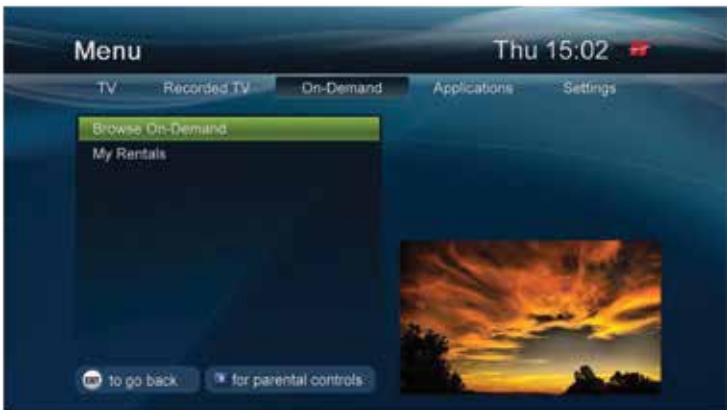 Menu
Thu 15:02
TV Recorded TV On-Demand Applications Settings
Browse On-Demand
My Rentals
EXIT to go back
for parental controls